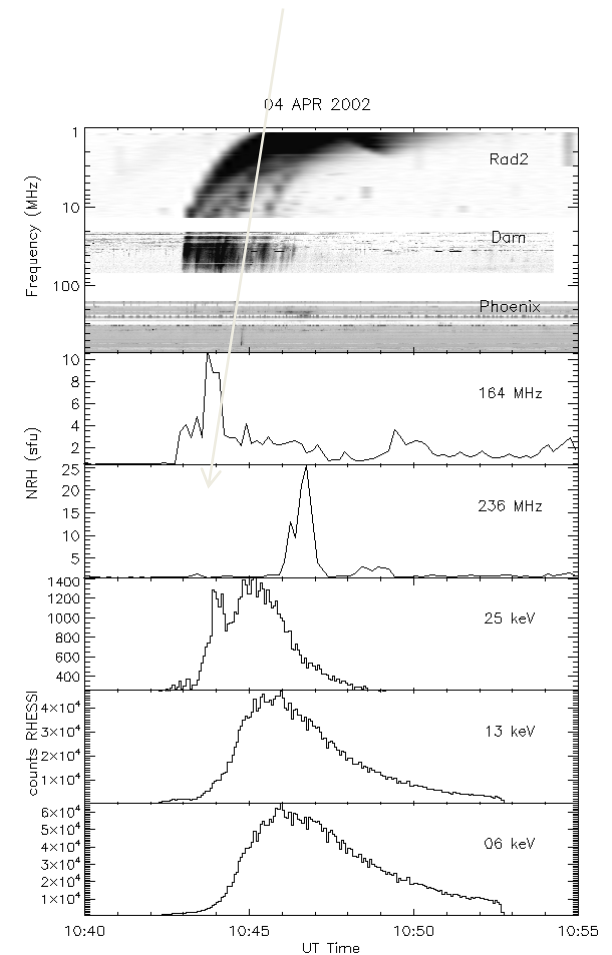 04 APR 2002
Frequency (MHz)
1
10
100
Rad2
Dam
Phoenix
NRH (sfu)
10
8
6
4
2
164 MHz
25
20
15
10
5
236 MHz
counts RHESSI
1400
1200
1000
800
600
400
25 keV
4×10⁴
3×10⁴
2×10⁴
1×10⁴
13 keV
6×10⁴
5×10⁴
4×10⁴
3×10⁴
2×10⁴
1×10⁴
06 keV
10:40 10:45 10:50 10:55
UT Time